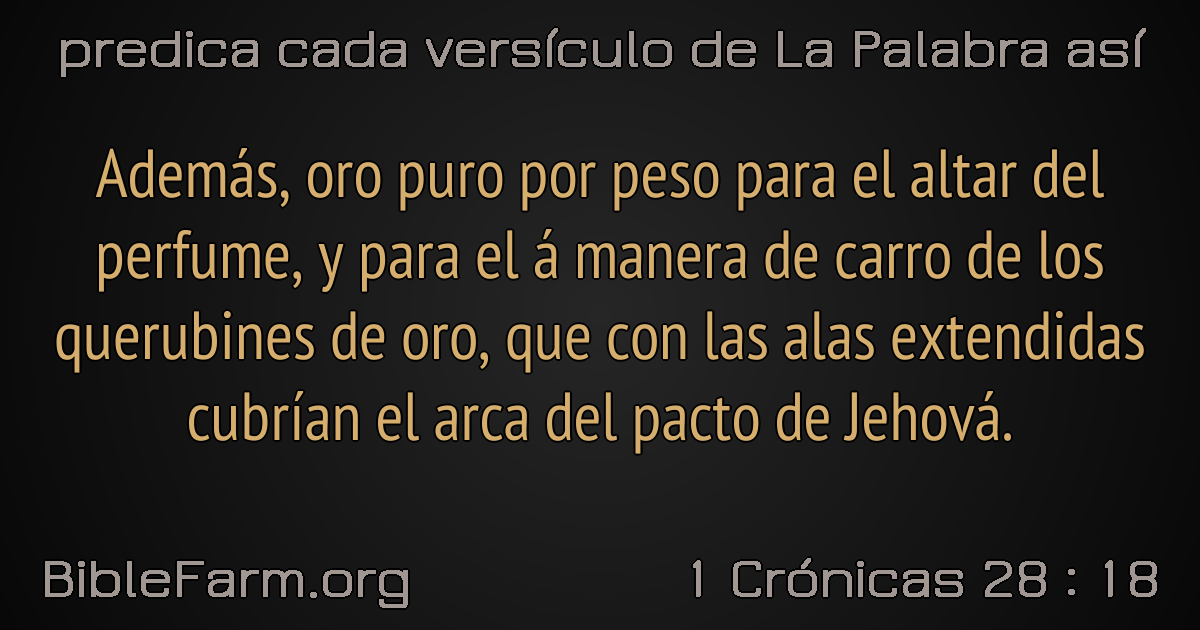 predica cada versículo de La Palabra así
Además, oro puro por peso para el altar del
perfume, y para el á manera de carro de los
querubines de oro, que con las alas extendidas
cubrían el arca del pacto de Jehová.
BibleFarm.org
1 Crónicas 28 : 18